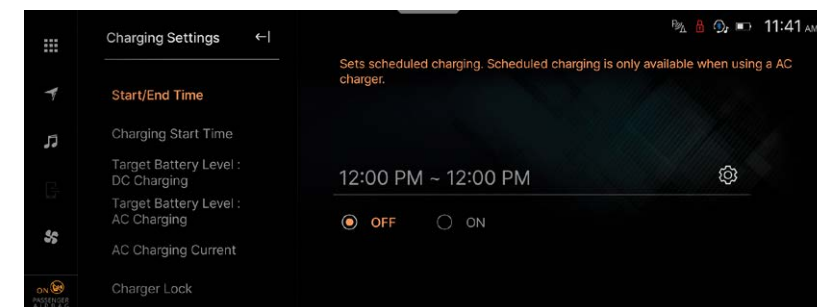 11:41 AM
Charging Settings
Sets scheduled charging. Scheduled charging is only available when using a AC
charger.
Start/End Time
Charging Start Time
Target Battery Level :
DC Charging
Target Battery Level :
AC Charging
AC Charging Current
Charger Lock
12:00 PM ~ 12:00 PM
OFF
ON
ON
PASSENGER
AIRBAG